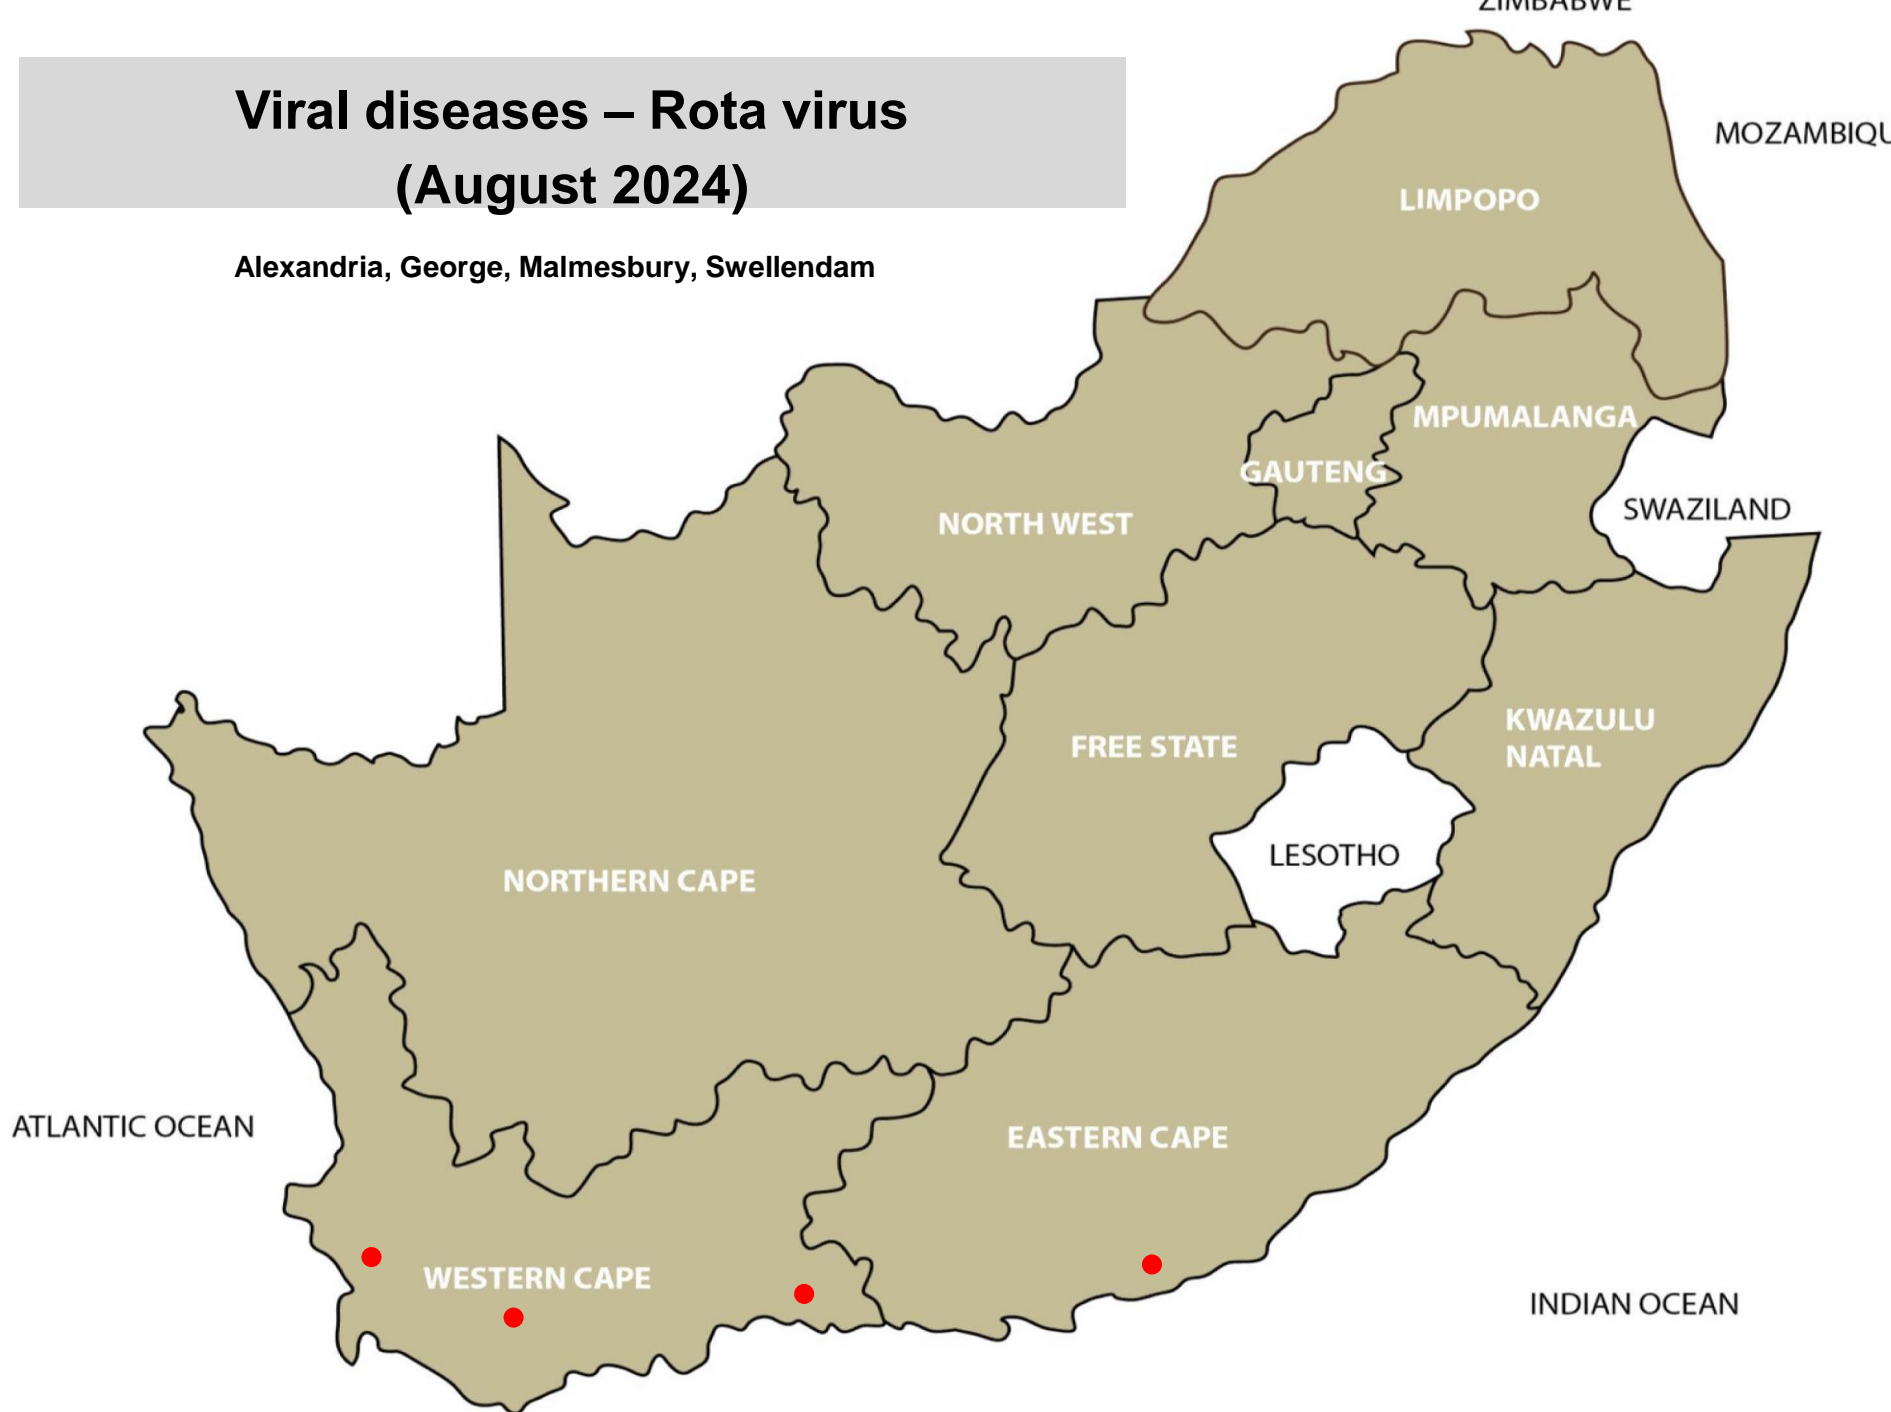 ZIMBABWE
Viral diseases – Rota virus
(August 2024)
MOZAMBIQU
LIMPOPO
Alexandria, George, Malmesbury, Swellendam
MPUMALANGA
GAUTENG
SWAZILAND
NORTH WEST
KWAZULU
NATAL
FREE STATE
LESOTHO
NORTHERN CAPE
ATLANTIC OCEAN
EASTERN CAPE
WESTERN CAPE
INDIAN OCEAN